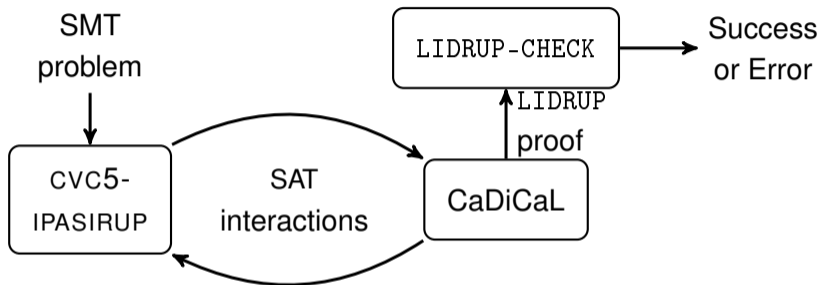 SMT
problem
LIDRUP-CHECK
Success
or Error
LIDRUP
proof
CVC5-
IPASIRUP
SAT
interactions
CaDiCaL